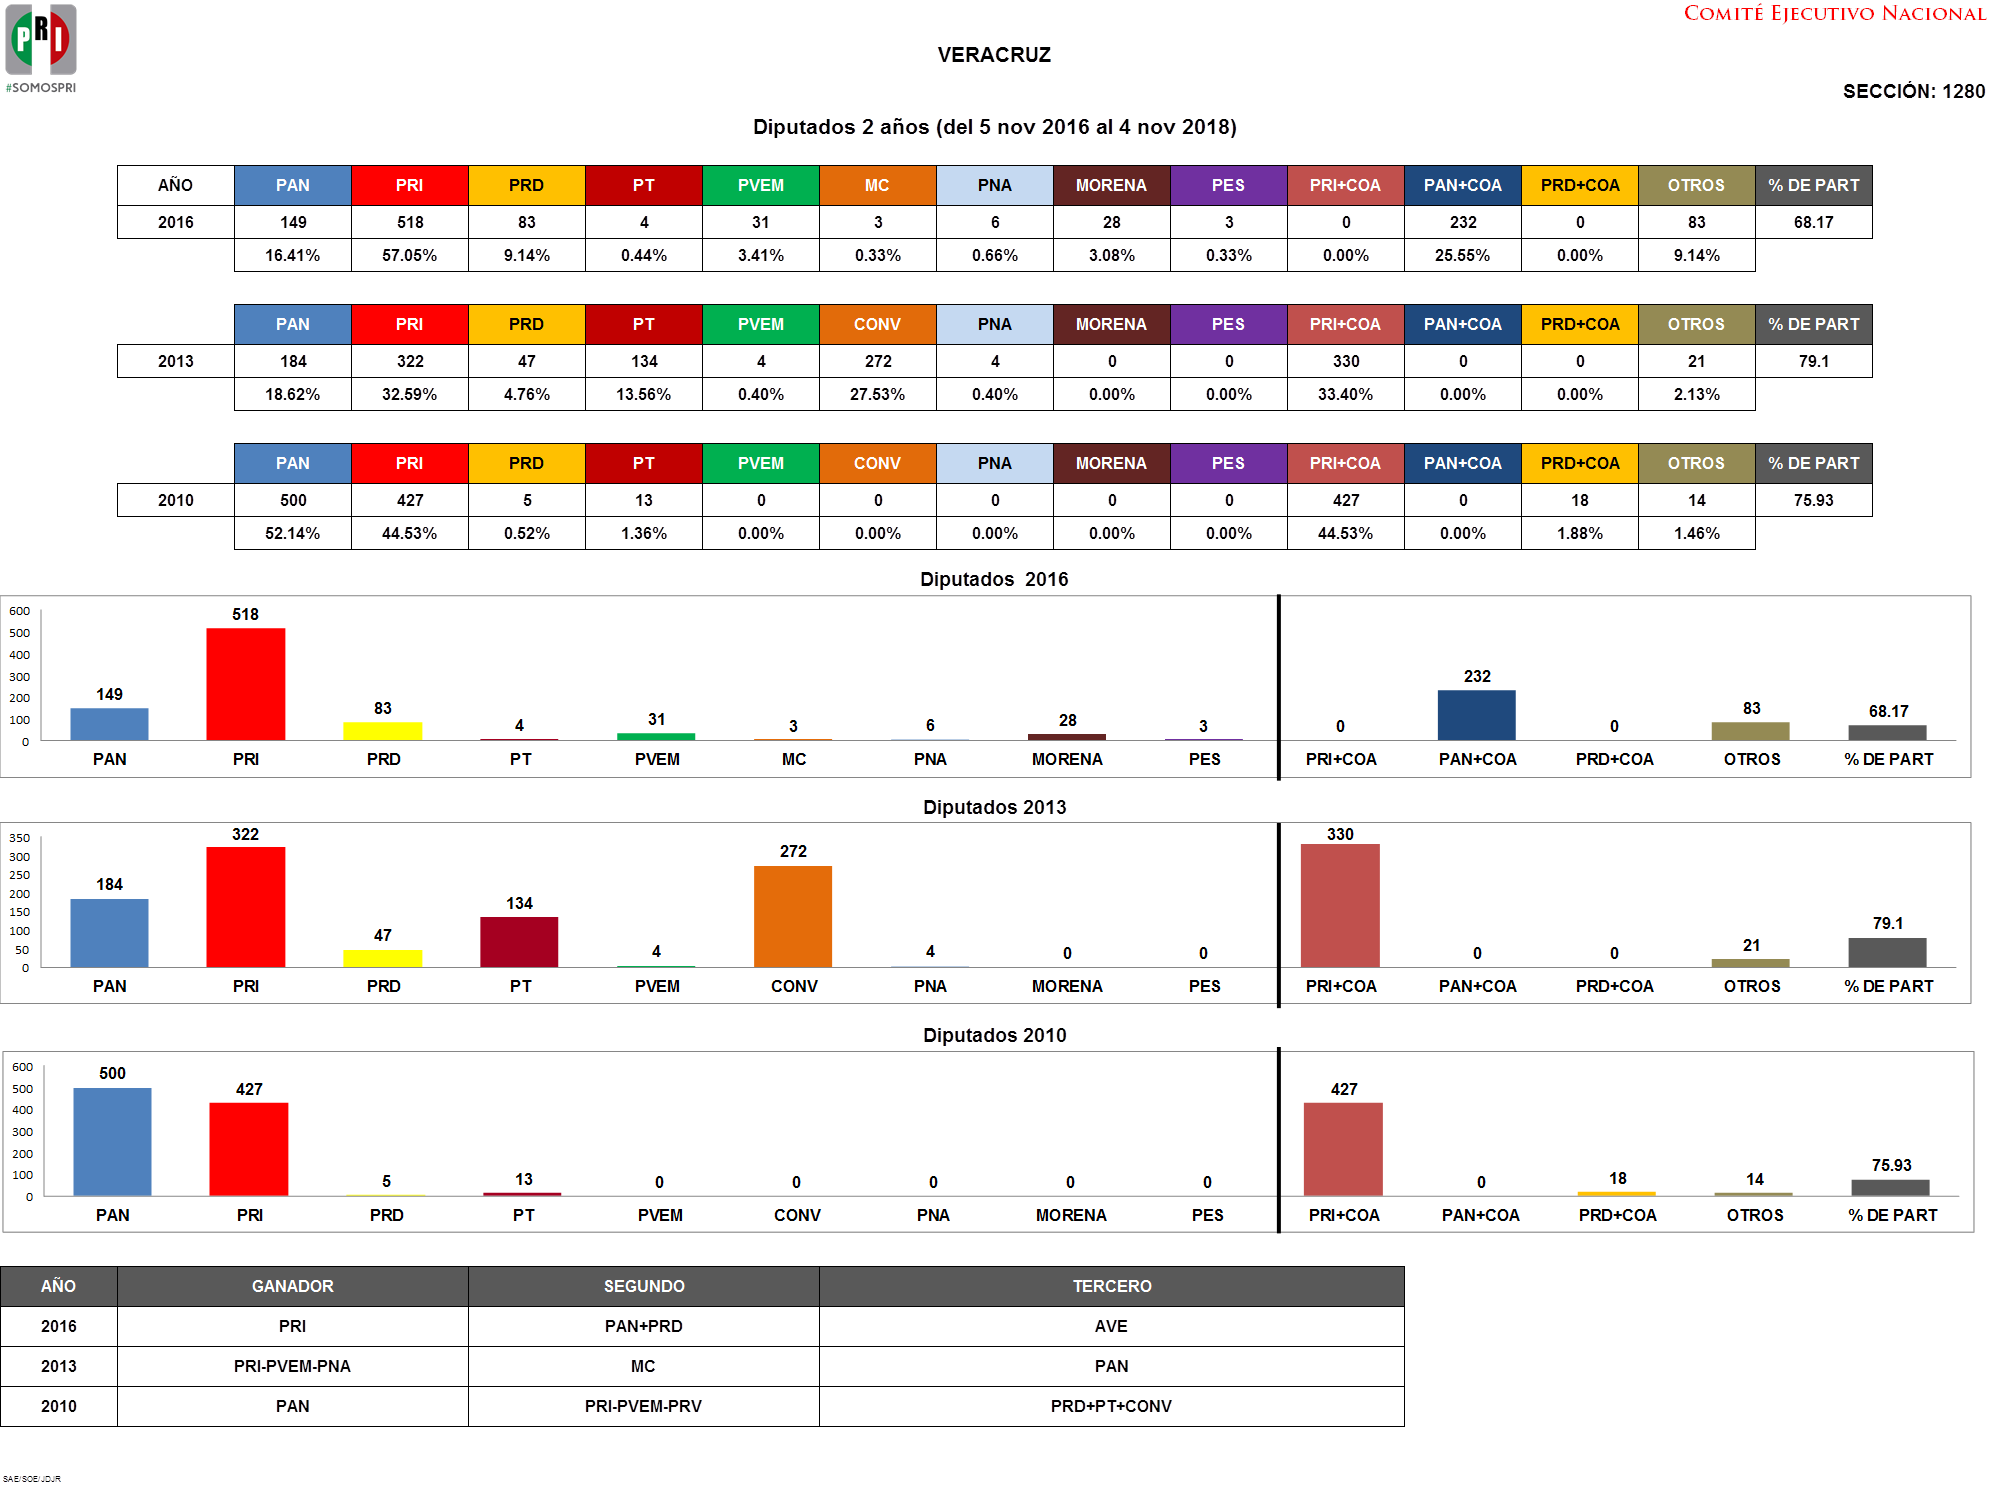 PRI
#SOMOSPRI
COMITÉ EJECUTIVO NACIONAL
VERACRUZ
SECCIÓN: 1280
Diputados 2 años (del 5 nov 2016 al 4 nov 2018)
AÑO PAN PRI PRD PT PVEM MC PNA MORENA PES PRI+COA PAN+COA PRD+COA OTROS % DE PART
2016 149 518 83 4 31 3 6 28 3 0 232 0 83 68.17
16.41% 57.05% 9.14% 0.44% 3.41% 0.33% 0.66% 3.08% 0.33% 0.00% 25.55% 0.00% 9.14%
PAN PRI PRD PT PVEM CONV PNA MORENA PES PRI+COA PAN+COA PRD+COA OTROS % DE PART
2013 184 322 47 134 4 272 4 0 0 330 0 0 21 79.1
18.62% 32.59% 4.76% 13.56% 0.40% 27.53% 0.40% 0.00% 0.00% 33.40% 0.00% 0.00% 2.13%
PAN PRI PRD PT PVEM CONV PNA MORENA PES PRI+COA PAN+COA PRD+COA OTROS % DE PART
2010 500 427 5 13 0 0 0 0 0 427 0 18 14 75.93
52.14% 44.53% 0.52% 1.36% 0.00% 0.00% 0.00% 0.00% 0.00% 44.53% 0.00% 1.88% 1.46%
Diputados 2016
600
500
400
300
200
100
0
149 518 83 4 31 3 6 28 3 0 232 0 83 68.17
PAN PRI PRD PT PVEM MC PNA MORENA PES PRI+COA PAN+COA PRD+COA OTROS % DE PART
Diputados 2013
350
300
250
200
150
100
50
0
184 322 47 134 4 272 4 0 0 330 0 0 21 79.1
PAN PRI PRD PT PVEM CONV PNA MORENA PES PRI+COA PAN+COA PRD+COA OTROS % DE PART
Diputados 2010
600
500
400
300
200
100
0
500 427 5 13 0 0 0 0 0 427 0 18 14 75.93
PAN PRI PRD PT PVEM CONV PNA MORENA PES PRI+COA PAN+COA PRD+COA OTROS % DE PART
AÑO GANADOR SEGUNDO TERCERO
2016 PRI PAN+PRD AVE
2013 PRI-PVEM-PNA MC PAN
2010 PAN PRI-PVEM-PRV PRD+PT+CONV
SAE/SOE/JDJR